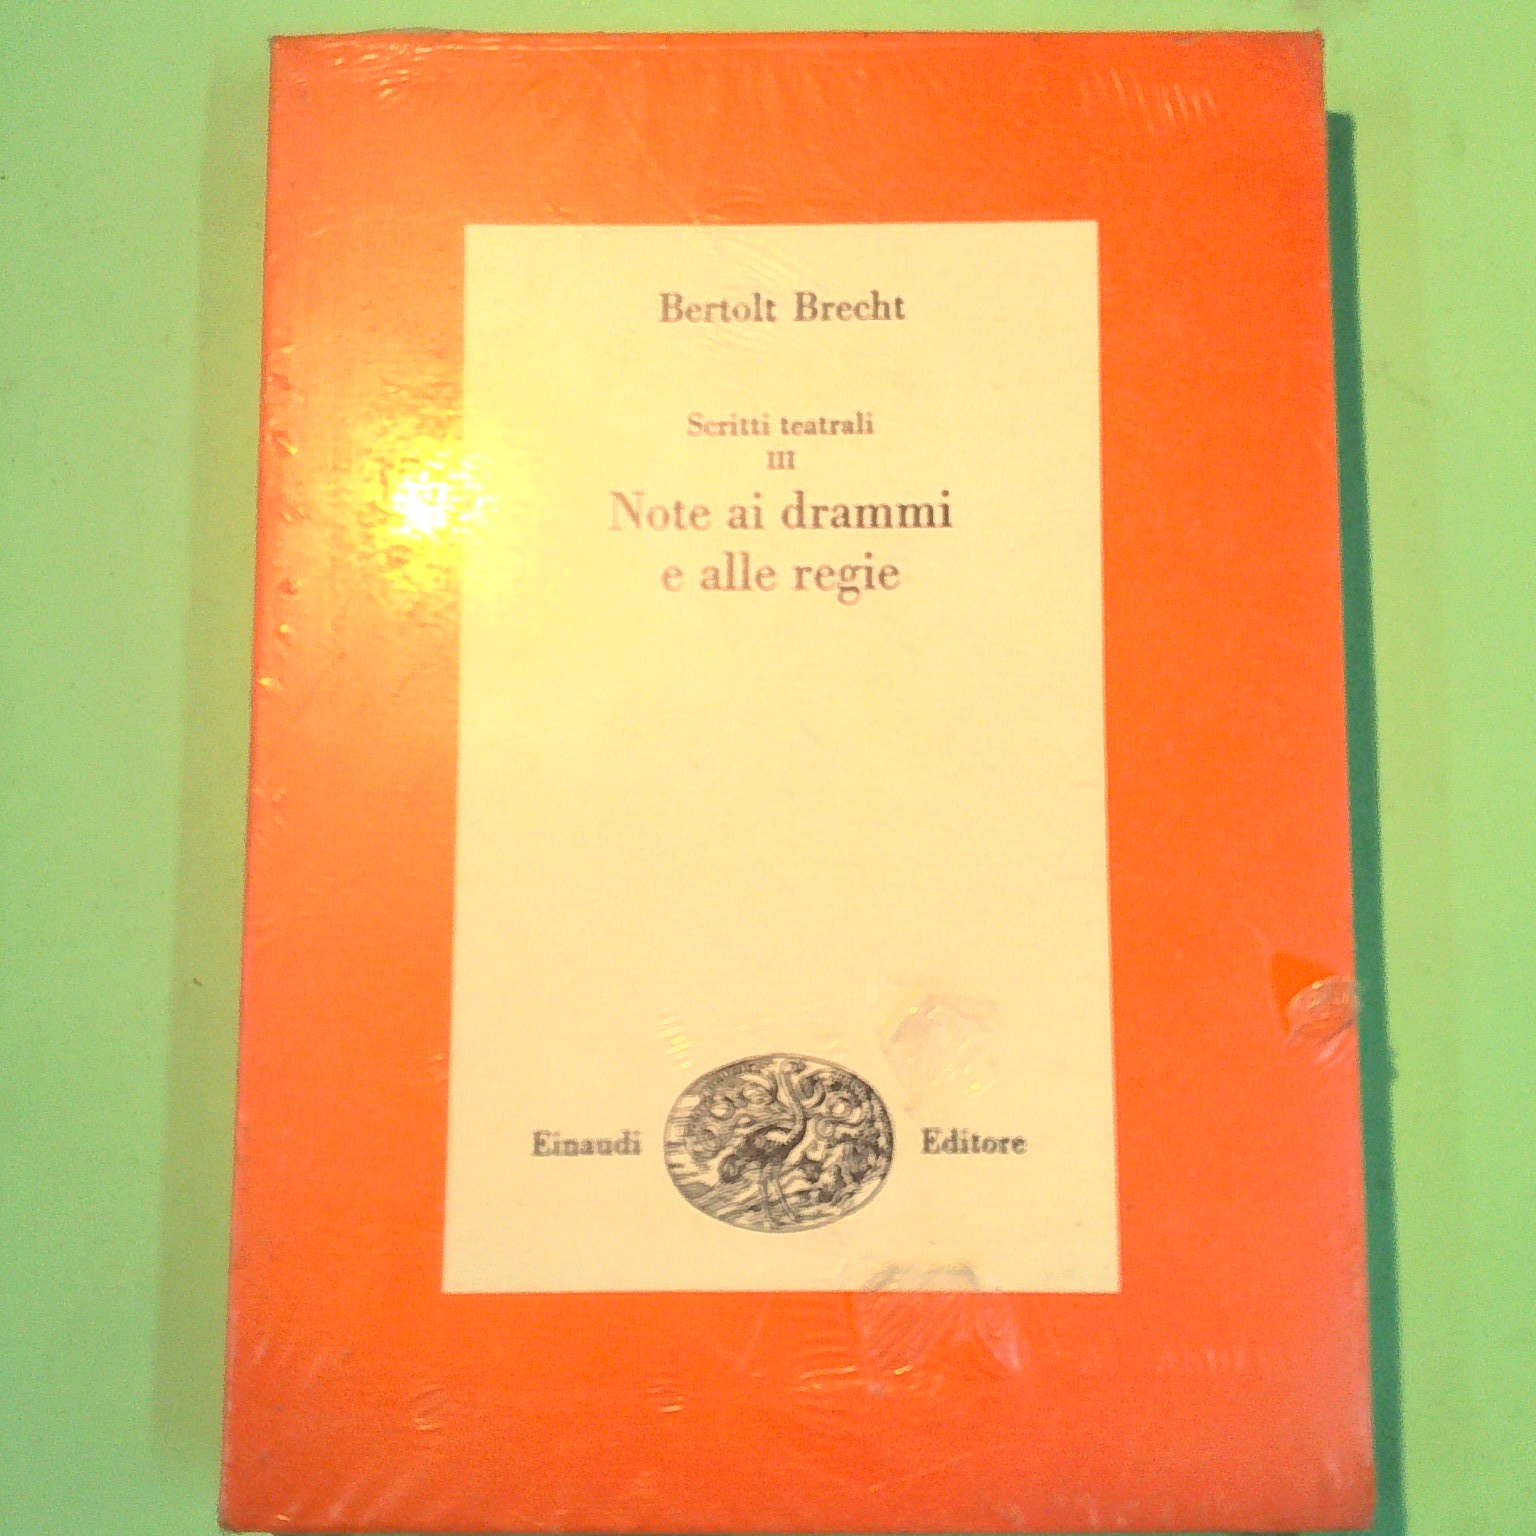 Bertolt Brecht
Scritti teatrali
III
Note ai drammi
e alle regie
Einaudi Editore